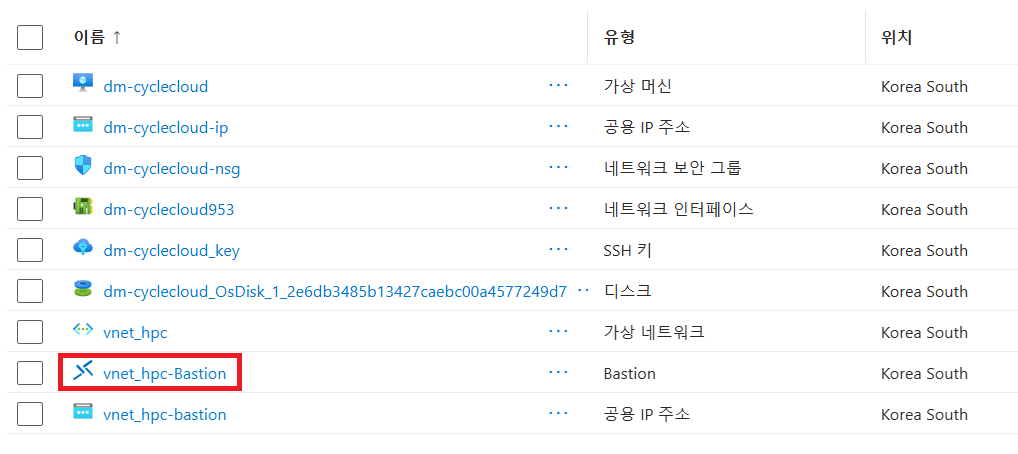 이름 ↑ 유형 위치
dm-cyclecloud ··· 가상 머신 Korea South
dm-cyclecloud-ip ··· 공용 IP 주소 Korea South
dm-cyclecloud-nsg ··· 네트워크 보안 그룹 Korea South
dm-cyclecloud953 ··· 네트워크 인터페이스 Korea South
dm-cyclecloud_key ··· SSH 키 Korea South
dm-cyclecloud_OsDisk_1_2e6db3485b13427caebc00a4577249d7 ·· 디스크 Korea South
vnet_hpc ··· 가상 네트워크 Korea South
vnet_hpc-Bastion ··· Bastion Korea South
vnet_hpc-bastion ··· 공용 IP 주소 Korea South